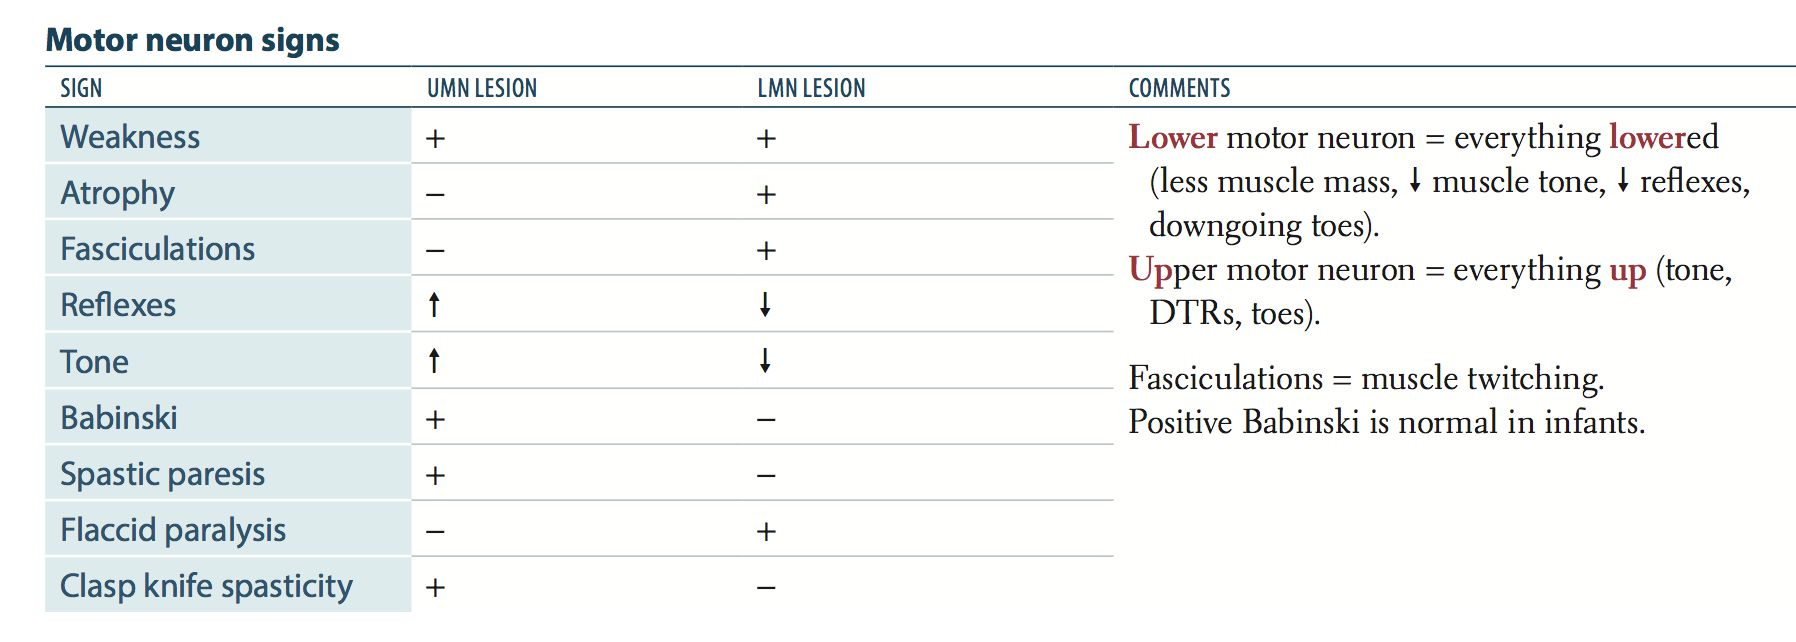 Motor neuron signs
SIGN UMN LESION LMN LESION COMMENTS
Weakness + +
Atrophy – +
Fasciculations – +
Reflexes ↑ ↓
Tone ↑ ↓
Babinski + –
Spastic paresis + –
Flaccid paralysis – +
Clasp knife spasticity + –
Lower motor neuron = everything lowered
(less muscle mass, ↓ muscle tone, ↓ reflexes,
downgoing toes).
Upper motor neuron = everything up (tone,
DTRs, toes).
Fasciculations = muscle twitching.
Positive Babinski is normal in infants.